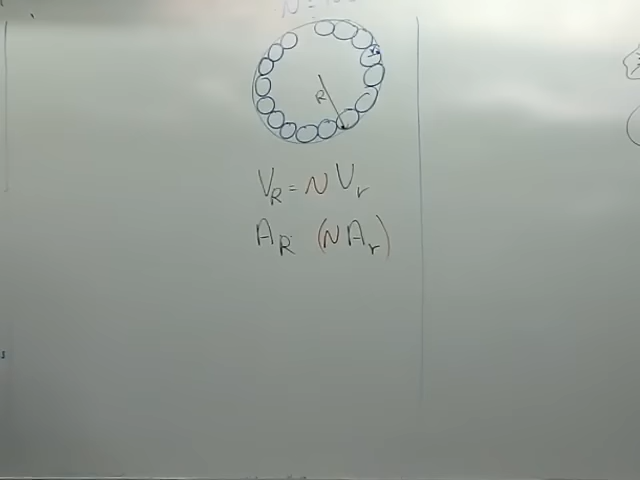 R
V_R = N V_r
A_R (N A_r)